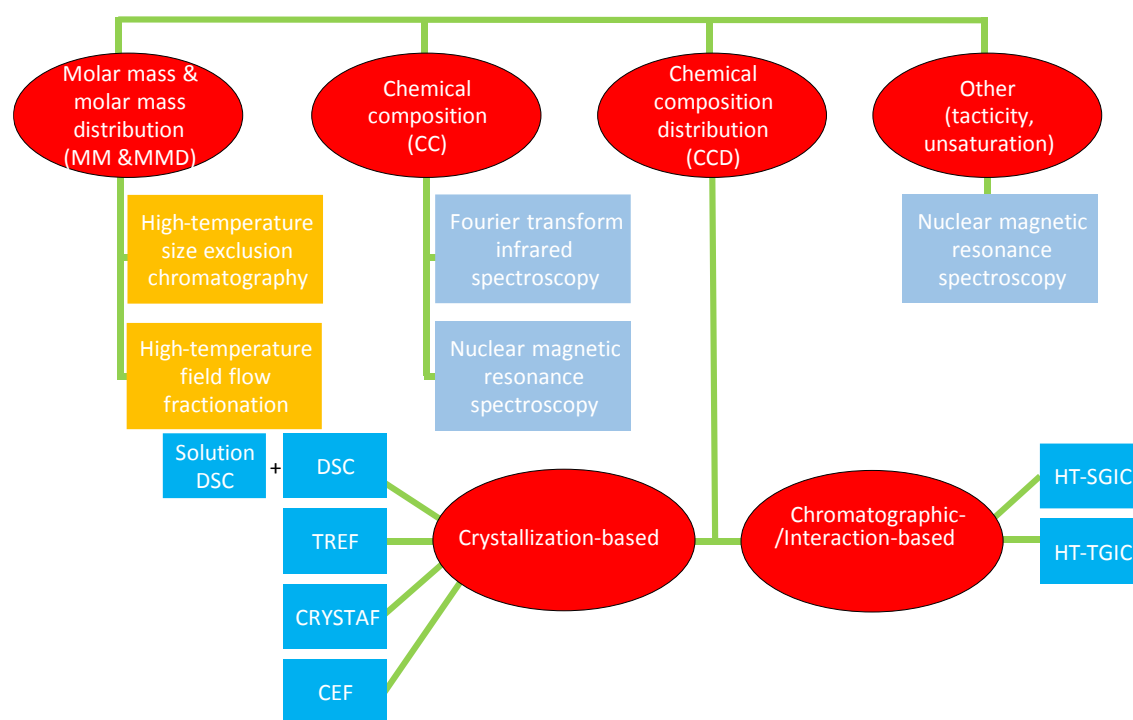 Molar mass &
molar mass
distribution
(MM &MMD)
Chemical
composition
(CC)
Chemical
composition
distribution
(CCD)
Other
(tacticity,
unsaturation)
High-temperature
size exclusion
chromatography
Fourier transform
infrared
spectroscopy
Nuclear magnetic
resonance
spectroscopy
High-temperature
field flow
fractionation
Nuclear magnetic
resonance
spectroscopy
Solution
DSC
+
DSC
TREF
CRYSTAF
CEF
Crystallization-based
Chromatographic-
/Interaction-based
HT-SGIC
HT-TGIC